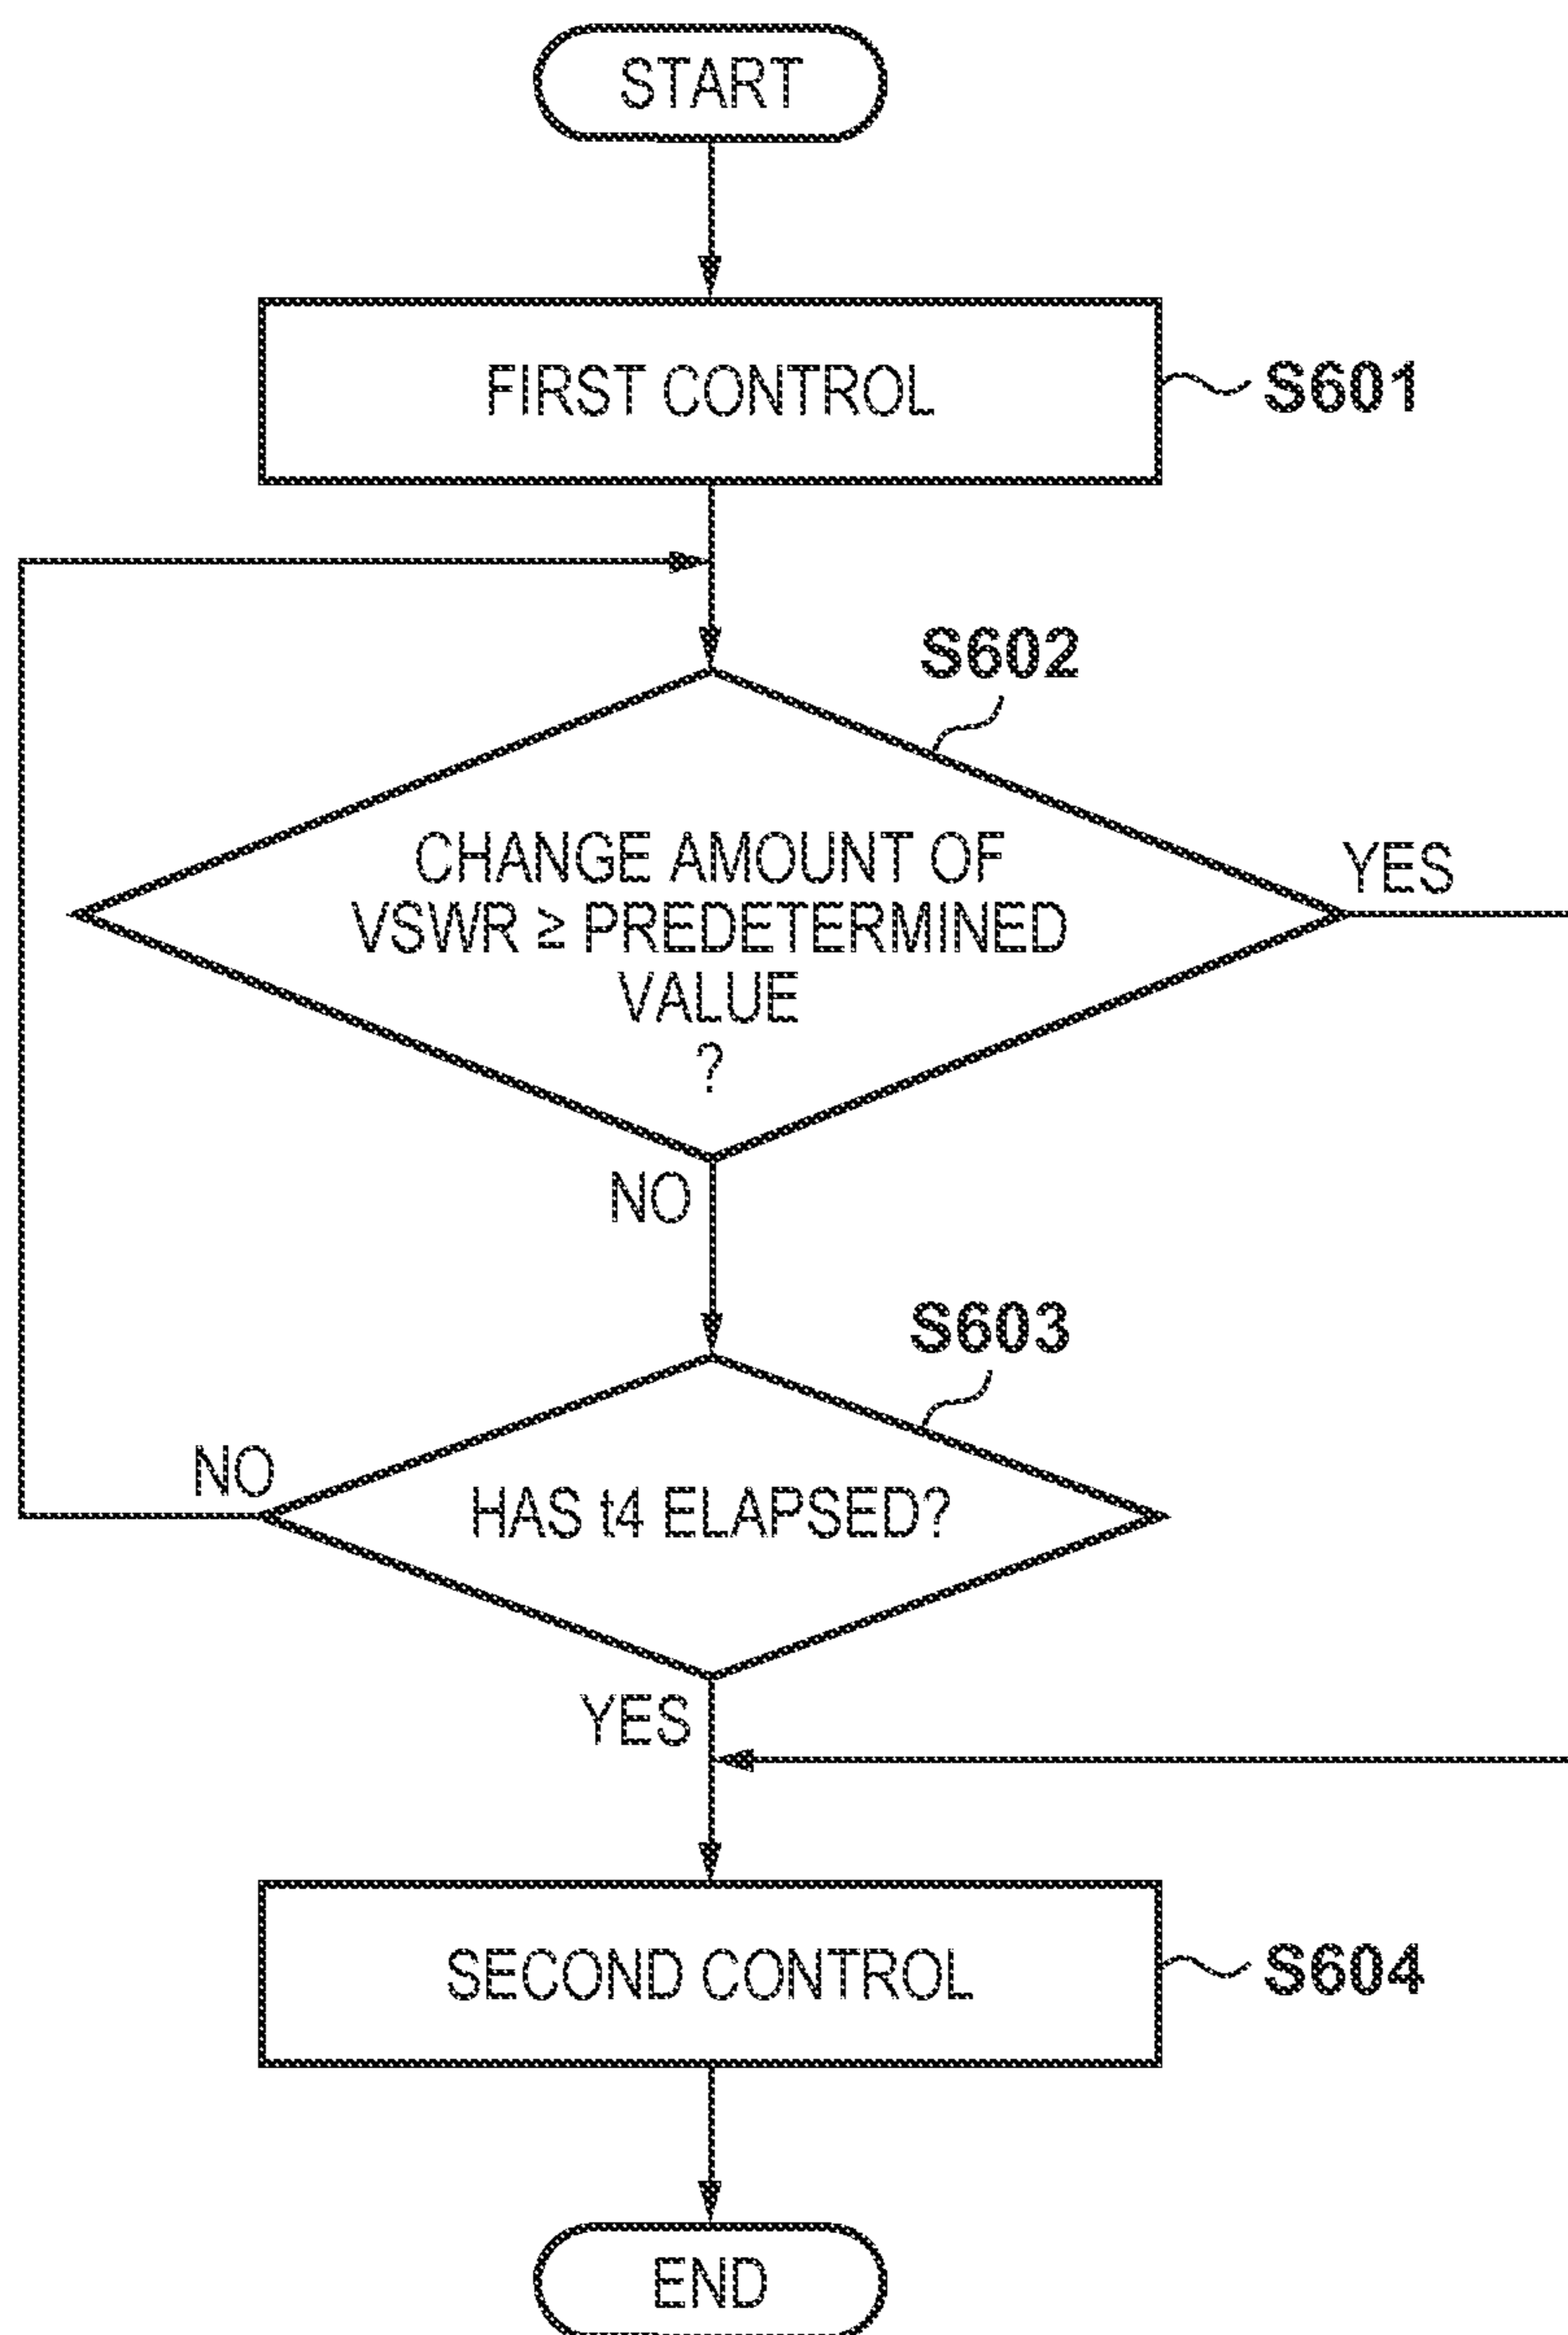 START
FIRST CONTROL
S601
S602
CHANGE AMOUNT OF
VSWR ≥ PREDETERMINED
VALUE
?
YES
NO
S603
HAS t4 ELAPSED?
NO
YES
SECOND CONTROL
S604
END